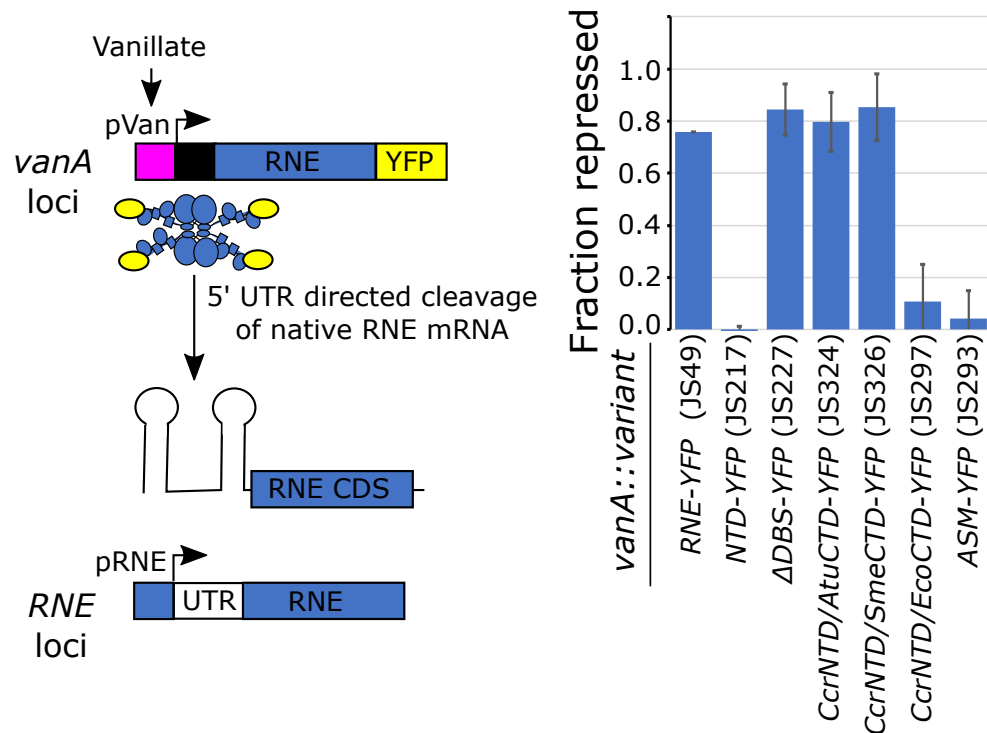 Vanillate
pVan
vanA
loci
RNE
YFP
5' UTR directed cleavage
of native RNE mRNA
RNE CDS
pRNE
RNE
loci
UTR
RNE
Fraction repressed
1.0
0.8
0.6
0.4
0.2
0.0
vanA::variant
RNE-YFP (JS49)
NTD-YFP (JS217)
ΔDBS-YFP (JS227)
CcrNTD/AtuCTD-YFP (JS324)
CcrNTD/SmeCTD-YFP (JS326)
CcrNTD/EcoCTD-YFP (JS297)
ASM-YFP (JS293)